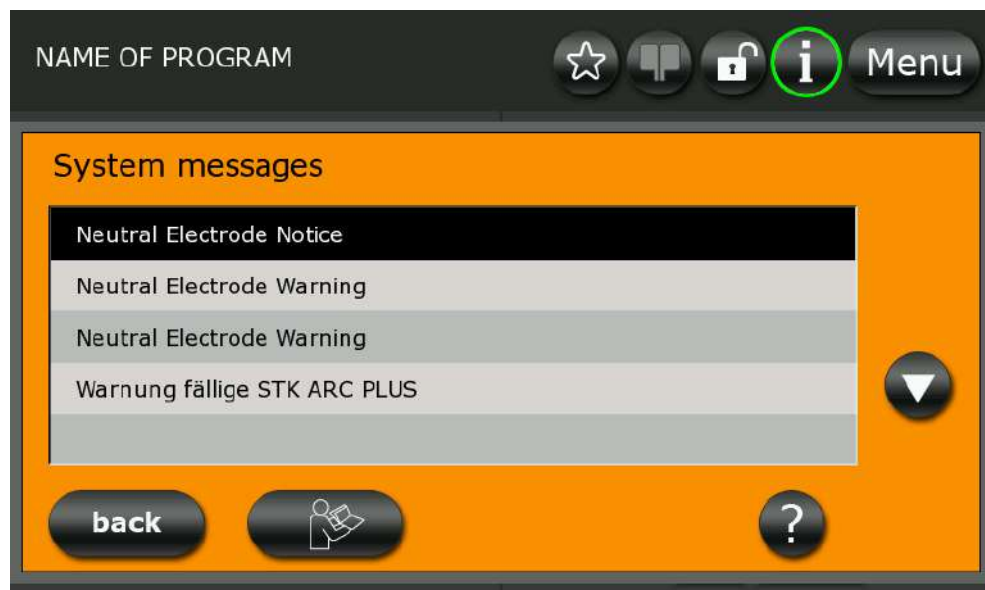 NAME OF PROGRAM
i
Menu
System messages
Neutral Electrode Notice
Neutral Electrode Warning
Neutral Electrode Warning
Warnung fällige STK ARC PLUS
back
?